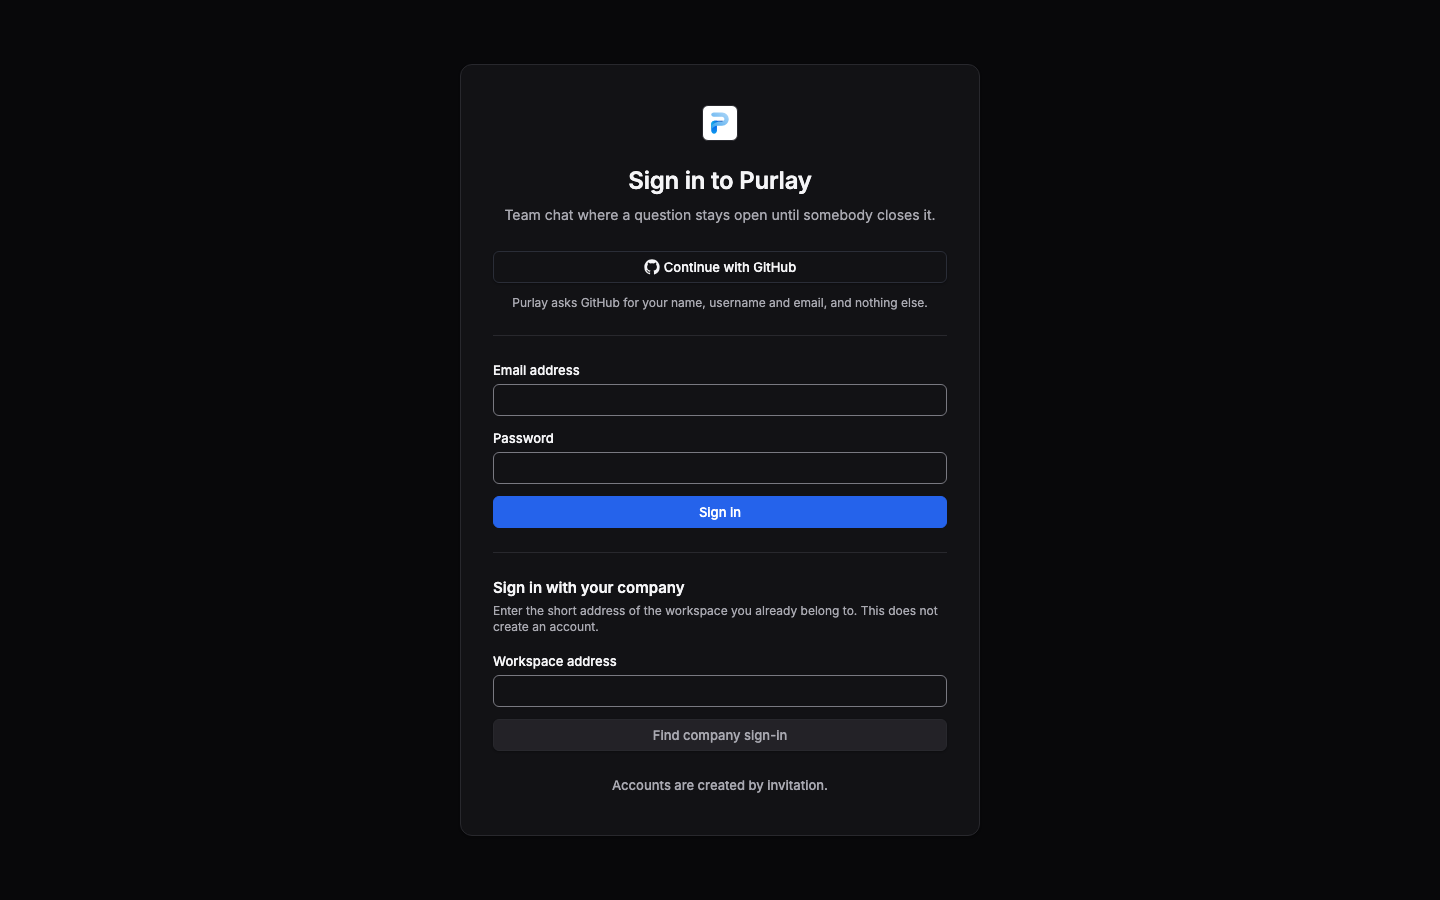 Sign in to Purlay
Team chat where a question stays open until somebody closes it.
Continue with GitHub
Purlay asks GitHub for your name, username and email, and nothing else.
Email address
Password
Sign in
Sign in with your company
Enter the short address of the workspace you already belong to. This does not
create an account.
Workspace address
Find company sign-in
Accounts are created by invitation.